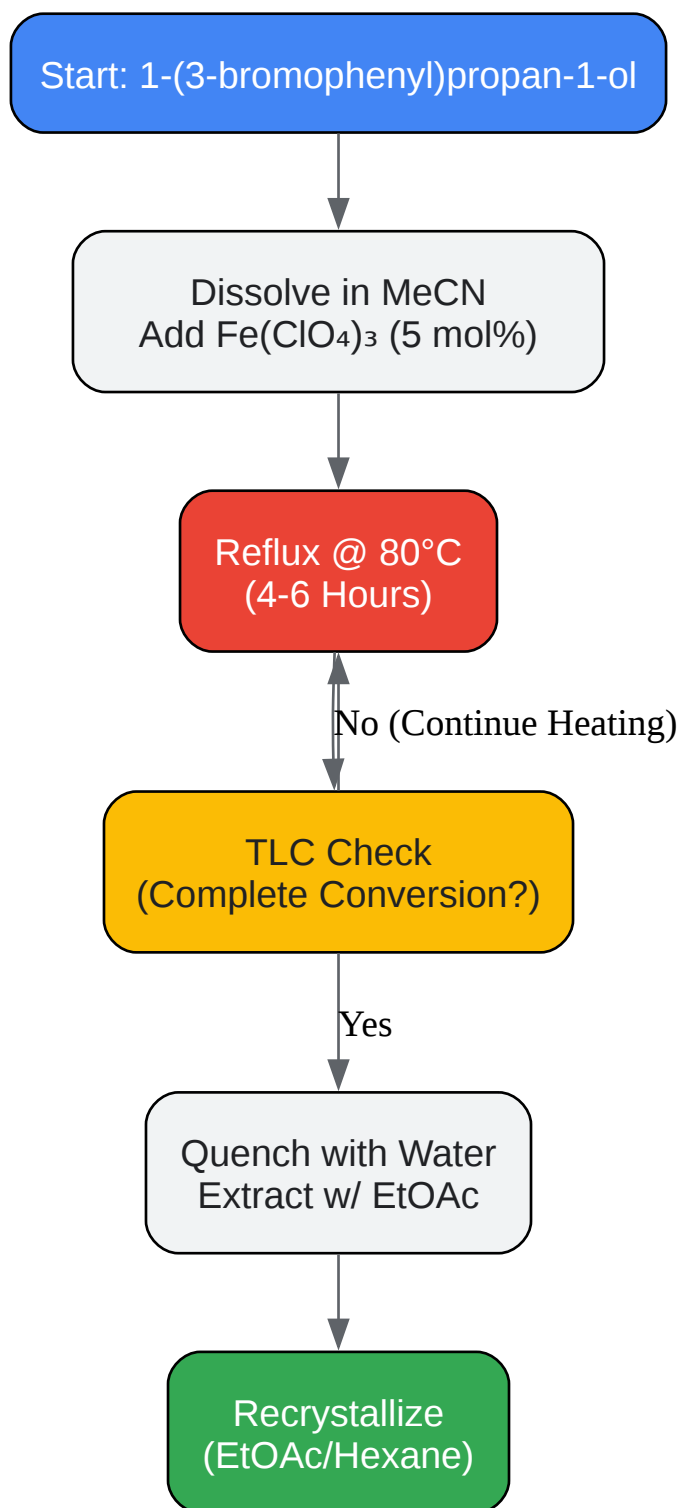 Start: 1-(3-bromophenyl)propan-1-ol
Dissolve in MeCN
Add Fe(ClO₄)₃ (5 mol%)
Reflux @ 80°C
(4-6 Hours)
No (Continue Heating)
TLC Check
(Complete Conversion?)
Yes
Quench with Water
Extract w/ EtOAc
Recrystallize
(EtOAc/Hexane)